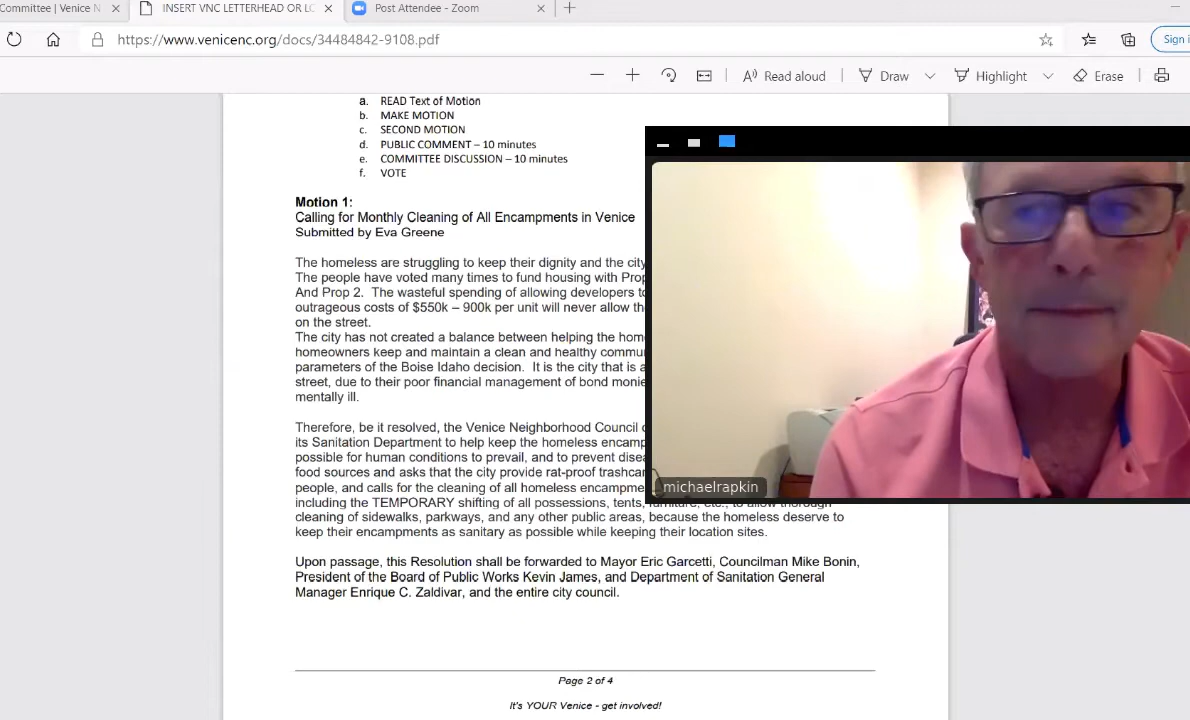 Committee | Venice N
INSERT VNC LETTERHEAD OR LO
Post Attendee - Zoom
https://www.venicenc.org/docs/34484842-9108.pdf
Sign i
Read aloud
Draw
Highlight
Erase
a. READ Text of Motion
b. MAKE MOTION
c. SECOND MOTION
d. PUBLIC COMMENT – 10 minutes
e. COMMITTEE DISCUSSION – 10 minutes
f. VOTE
Motion 1:
Calling for Monthly Cleaning of All Encampments in Venice
Submitted by Eva Greene
The homeless are struggling to keep their dignity and the city
The people have voted many times to fund housing with Prop
And Prop 2. The wasteful spending of allowing developers to
outrageous costs of $550k – 900k per unit will never allow
on the street.
The city has not created a balance between helping the hom
homeowners keep and maintain a clean and healthy commu
parameters of the Boise Idaho decision. It is the city that is
street, due to their poor financial management of bond monie
mentally ill.
Therefore, be it resolved, the Venice Neighborhood Council
its Sanitation Department to help keep the homeless encamp
possible for human conditions to prevail, and to prevent disea
food sources and asks that the city provide rat-proof trashcan
people, and calls for the cleaning of all homeless encampme
including the TEMPORARY shifting of all possessions, tents, furniture, etc., to allow thorough
cleaning of sidewalks, parkways, and any other public areas, because the homeless deserve to
keep their encampments as sanitary as possible while keeping their location sites.
Upon passage, this Resolution shall be forwarded to Mayor Eric Garcetti, Councilman Mike Bonin,
President of the Board of Public Works Kevin James, and Department of Sanitation General
Manager Enrique C. Zaldivar, and the entire city council.
Page 2 of 4
It's YOUR Venice - get involved!
michaelrapkin